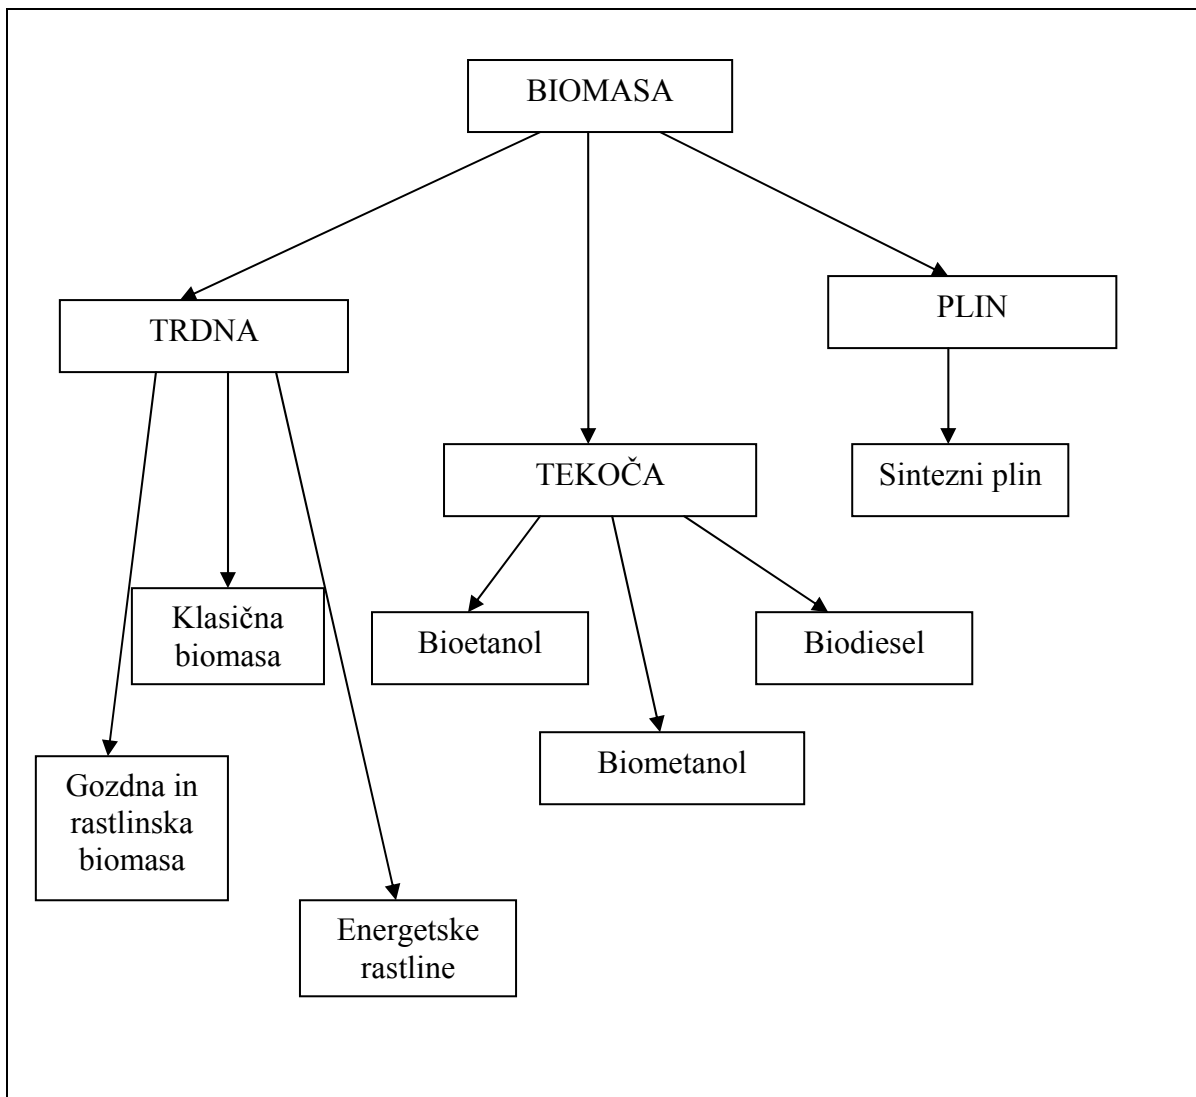 BIOMASA
TRDNA
PLIN
TEKOČA
Sintezni plin
Klasična
biomasa
Bioetanol
Biodiesel
Biometanol
Gozdna in
rastlinska
biomasa
Energetske
rastline